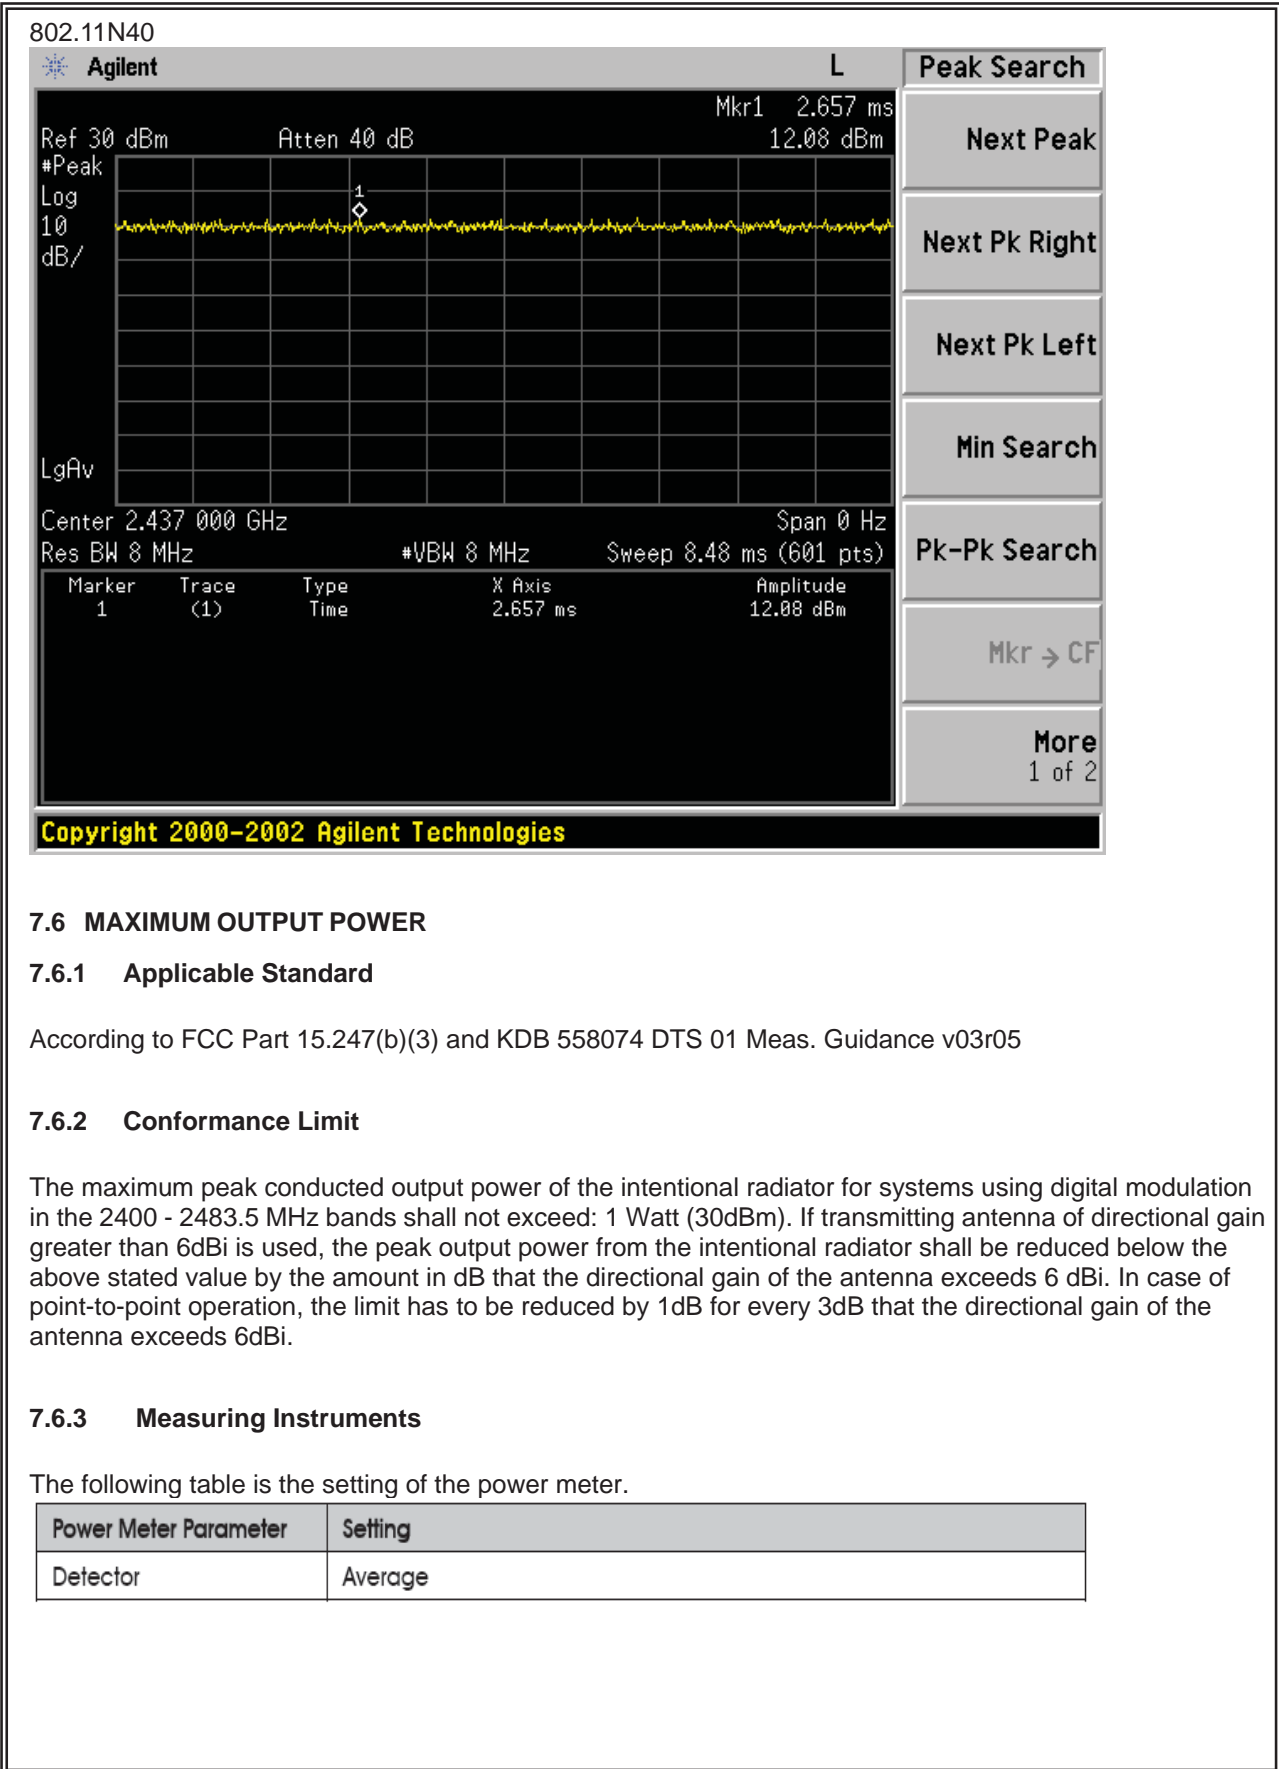 802.11N40
Agilent
L
Peak Search
Mkr1 2.657 ms
Ref 30 dBm Atten 40 dB 12.08 dBm
#Peak
Log
10
dB/
1
LgAv
Center 2.437 000 GHz Span 0 Hz
Res BW 8 MHz #VBW 8 MHz Sweep 8.48 ms (601 pts)
Marker Trace Type X Axis Amplitude
1 (1) Time 2.657 ms 12.08 dBm
Next Peak
Next Pk Right
Next Pk Left
Min Search
Pk-Pk Search
Mkr → CF
More
1 of 2
Copyright 2000-2002 Agilent Technologies
7.6 MAXIMUM OUTPUT POWER
7.6.1 Applicable Standard
According to FCC Part 15.247(b)(3) and KDB 558074 DTS 01 Meas. Guidance v03r05
7.6.2 Conformance Limit
The maximum peak conducted output power of the intentional radiator for systems using digital modulation
in the 2400 - 2483.5 MHz bands shall not exceed: 1 Watt (30dBm). If transmitting antenna of directional gain
greater than 6dBi is used, the peak output power from the intentional radiator shall be reduced below the
above stated value by the amount in dB that the directional gain of the antenna exceeds 6 dBi. In case of
point-to-point operation, the limit has to be reduced by 1dB for every 3dB that the directional gain of the
antenna exceeds 6dBi.
7.6.3 Measuring Instruments
The following table is the setting of the power meter.
Power Meter Parameter Setting
Detector Average